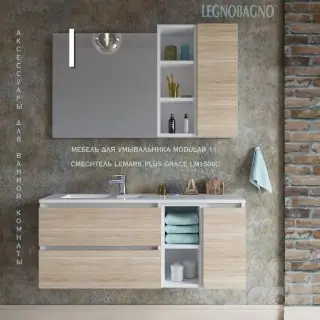 LEGNOBAGNO
АКСЕССУАРЫ ДЛЯ ВАННОЙ КОМНАТЫ
МЕБЕЛЬ ДЛЯ УМЫВАЛЬНИКА MODULAR 11
СМЕСИТЕЛЬ LEMARK PLUS GRACE LM1506C